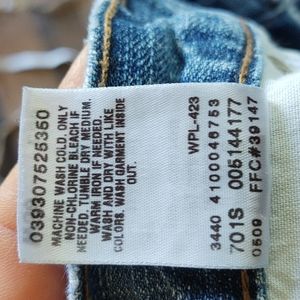 039307525350
MACHINE WASH COLD. ONLY
NON-CHLORINE BLEACH IF
NEEDED. TUMBLE DRY MEDIUM.
WARM IRON IF NEEDED.
WASH AND DRY WITH LIKE
COLORS. WASH GARMENT INSIDE
OUT.
WPL-423
3440 4100046753
701S 005144177
0509 FFC#39147